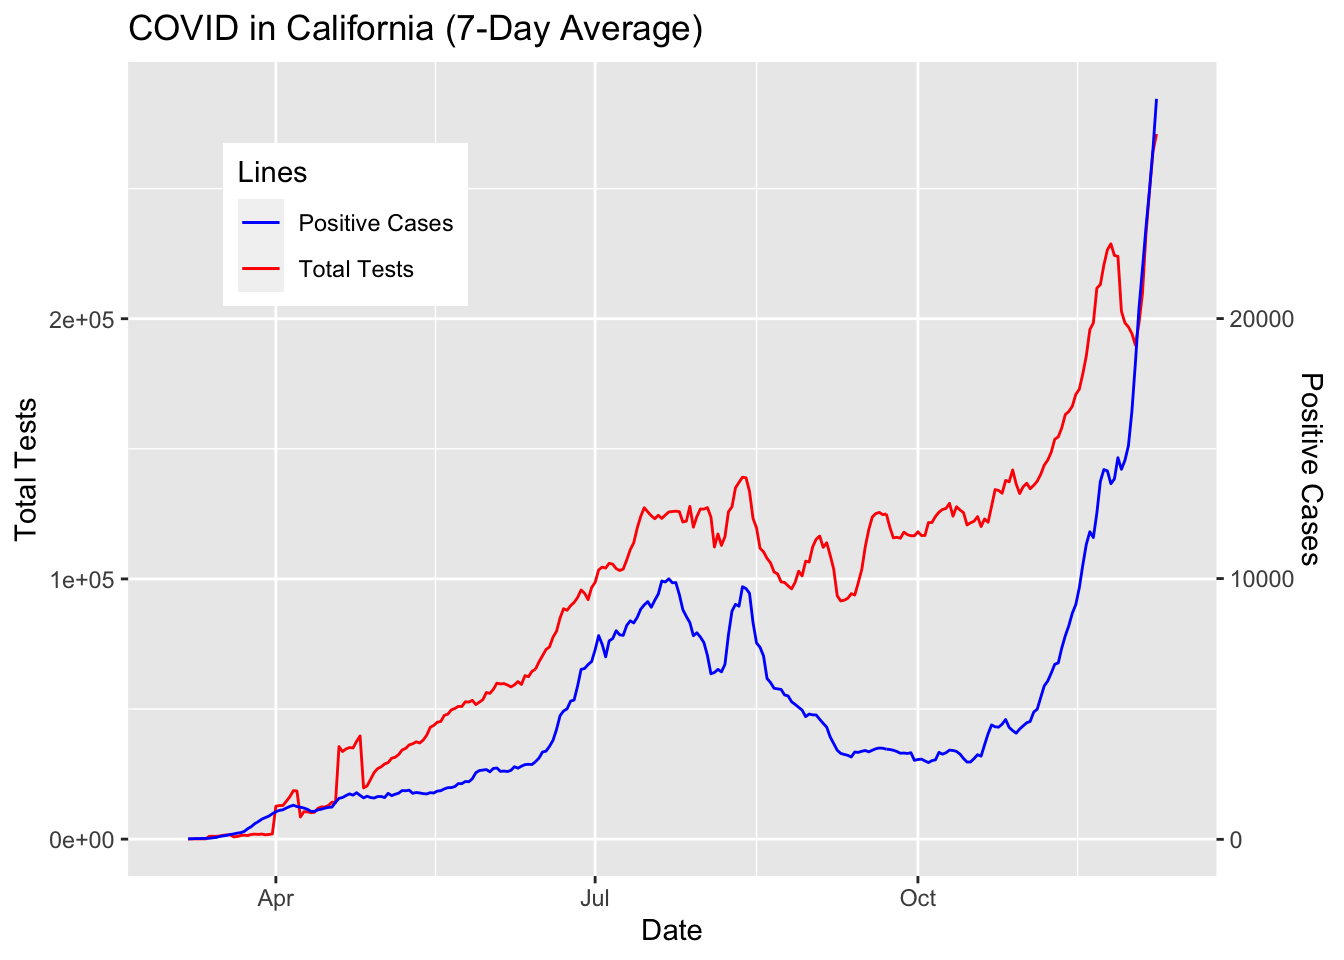 COVID in California (7-Day Average)
Lines
Positive Cases
Total Tests
2e+05
1e+05
0e+00
Total Tests
20000
10000
0
Positive Cases
Apr
Jul
Oct
Date